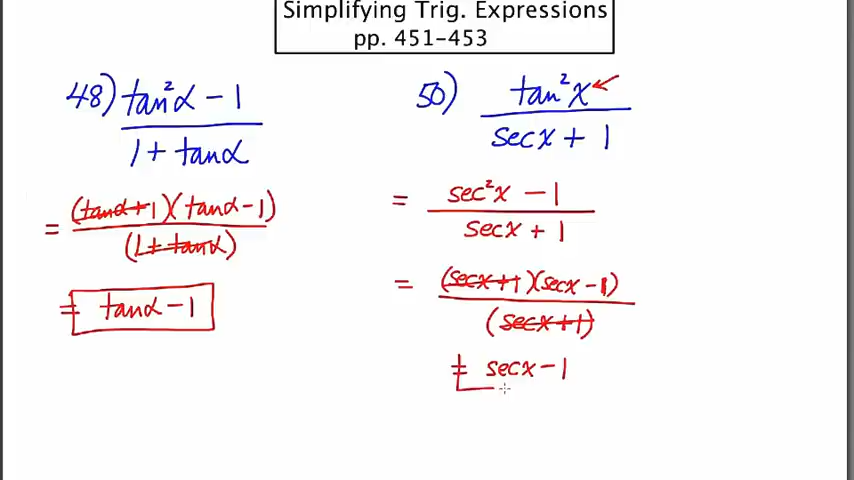 Simplifying Trig. Expressions
pp. 451-453
48) tan²α - 1
1 + tanα
= (tanα+1)(tanα-1)
(1+tanα)
= tanα - 1
50) tan²x
secx + 1
= sec²x - 1
secx + 1
= (secx+1)(secx-1)
(secx+1)
= secx - 1